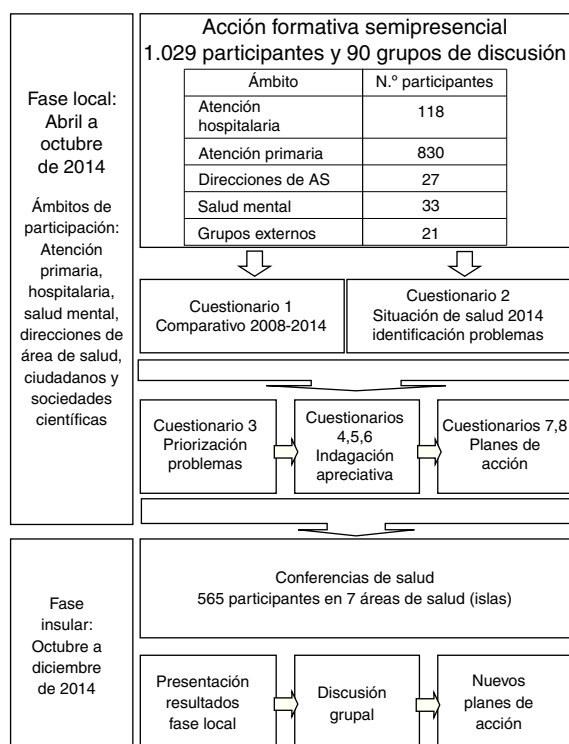 Fase local:
Abril a
octubre
de 2014
Ámbitos de
participación:
Atención
primaria,
hospitalaria,
salud mental,
direcciones de
área de salud,
ciudadanos y
sociedades
científicas
Acción formativa semipresencial
1.029 participantes y 90 grupos de discusión
Ámbito N.º participantes
Atención
hospitalaria 118
Atención primaria 830
Direcciones de AS 27
Salud mental 33
Grupos externos 21
Cuestionario 1
Comparativo 2008-2014
Cuestionario 2
Situación de salud 2014
identificación problemas
Cuestionario 3
Priorización
problemas
Cuestionarios
4,5,6
Indagación
apreciativa
Cuestionarios 7,8
Planes de
acción
Fase
insular:
Octubre a
diciembre
de 2014
Conferencias de salud
565 participantes en 7 áreas de salud (islas)
Presentación
resultados
fase local
Discusión
grupal
Nuevos
planes de
acción